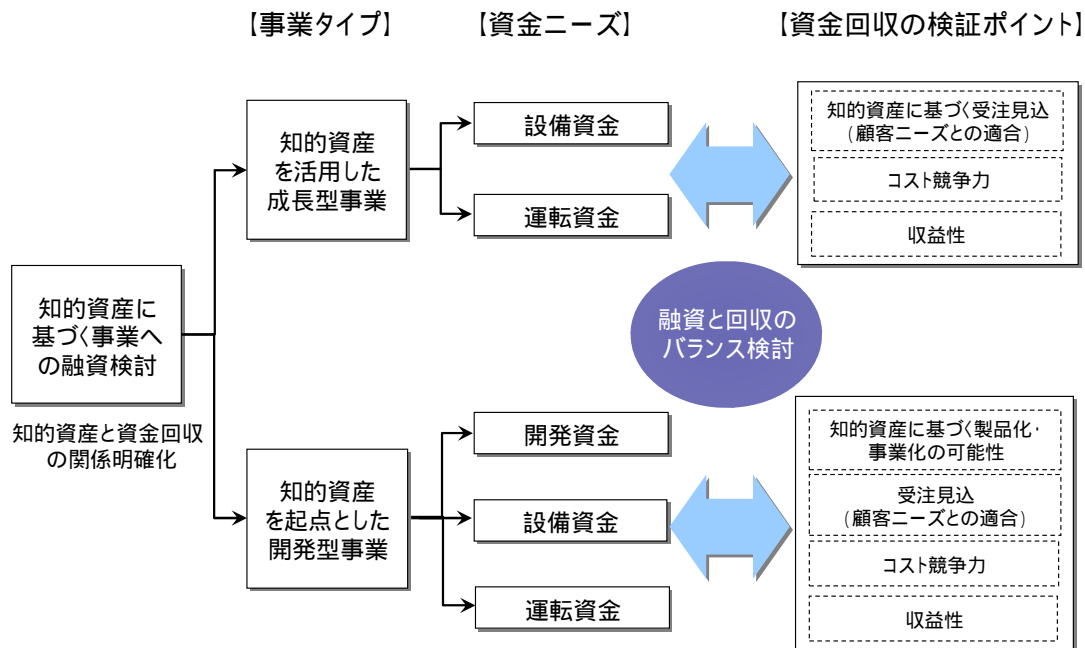 【事業タイプ】
【資金ニーズ】
【資金回収の検証ポイント】
知的資産に
基づく事業へ
の融資検討
知的資産と資金回収
の関係明確化
知的資産
を活用した
成長型事業
設備資金
運転資金
知的資産に基づく受注見込
(顧客ニーズとの適合)
コスト競争力
収益性
融資と回収の
バランス検討
知的資産
を起点とした
開発型事業
開発資金
設備資金
運転資金
知的資産に基づく製品化・
事業化の可能性
受注見込
(顧客ニーズとの適合)
コスト競争力
収益性